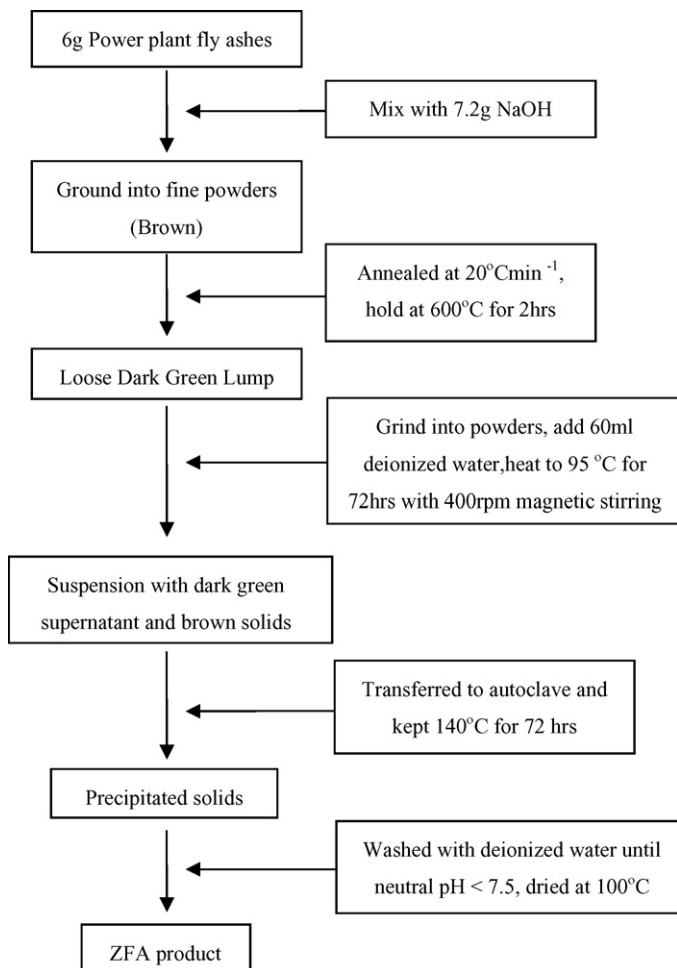 6g Power plant fly ashes
Mix with 7.2g NaOH
Ground into fine powders
(Brown)
Annealed at 20°Cmin ⁻¹,
hold at 600°C for 2hrs
Loose Dark Green Lump
Grind into powders, add 60ml
deionized water,heat to 95 °C for
72hrs with 400rpm magnetic stirring
Suspension with dark green
supernatant and brown solids
Transferred to autoclave and
kept 140°C for 72 hrs
Precipitated solids
Washed with deionized water until
neutral pH < 7.5, dried at 100°C
ZFA product